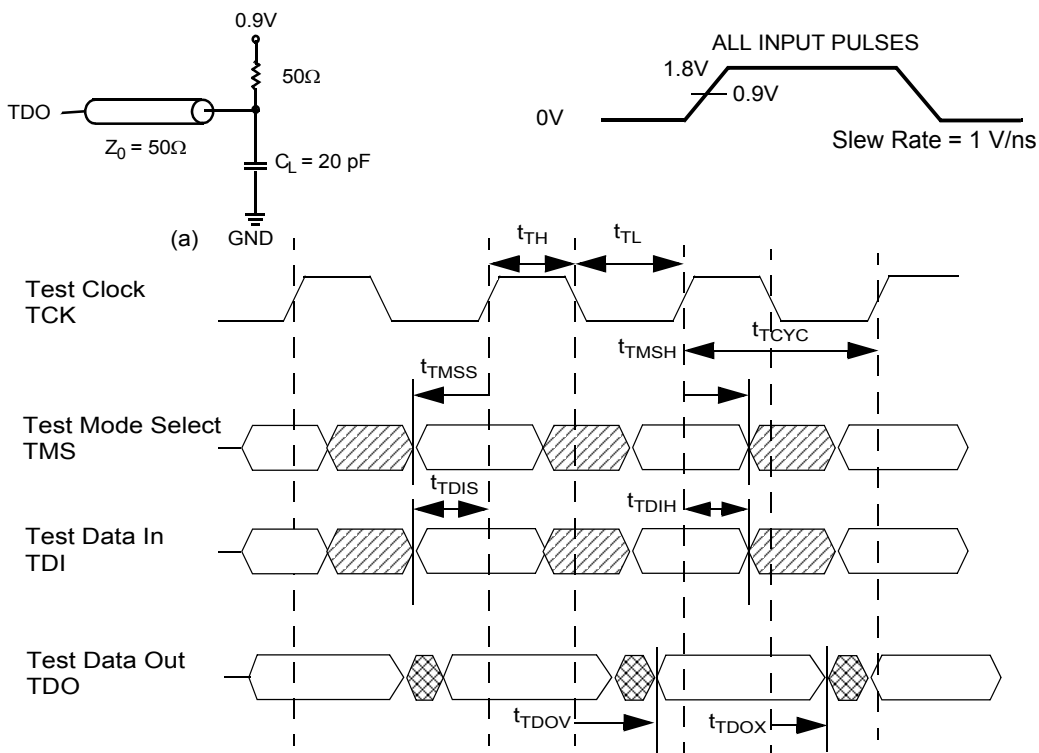 0.9V
50Ω
TDO
Z0 = 50Ω
CL = 20 pF
(a) GND
ALL INPUT PULSES
1.8V
0.9V
0V
Slew Rate = 1 V/ns
tTH
tTL
Test Clock
TCK
tTCYC
tTMSH
tTMSS
Test Mode Select
TMS
tTDIS
tTDIH
Test Data In
TDI
Test Data Out
TDO
tTDOV
tTDOX